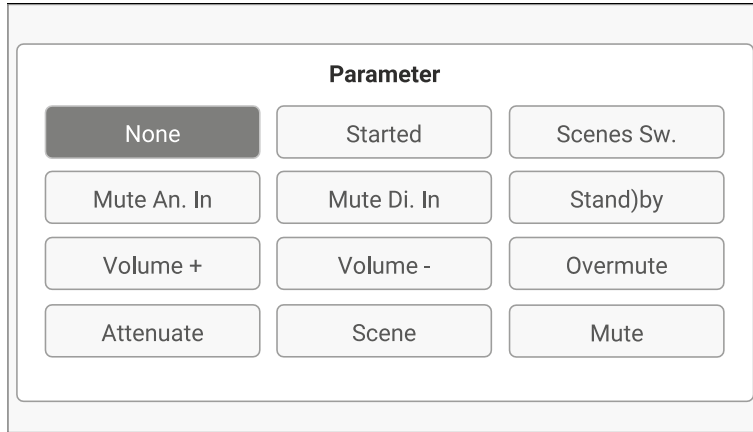 Parameter
None Started Scenes Sw.
Mute An. In Mute Di. In Stand)by
Volume + Volume - Overmute
Attenuate Scene Mute